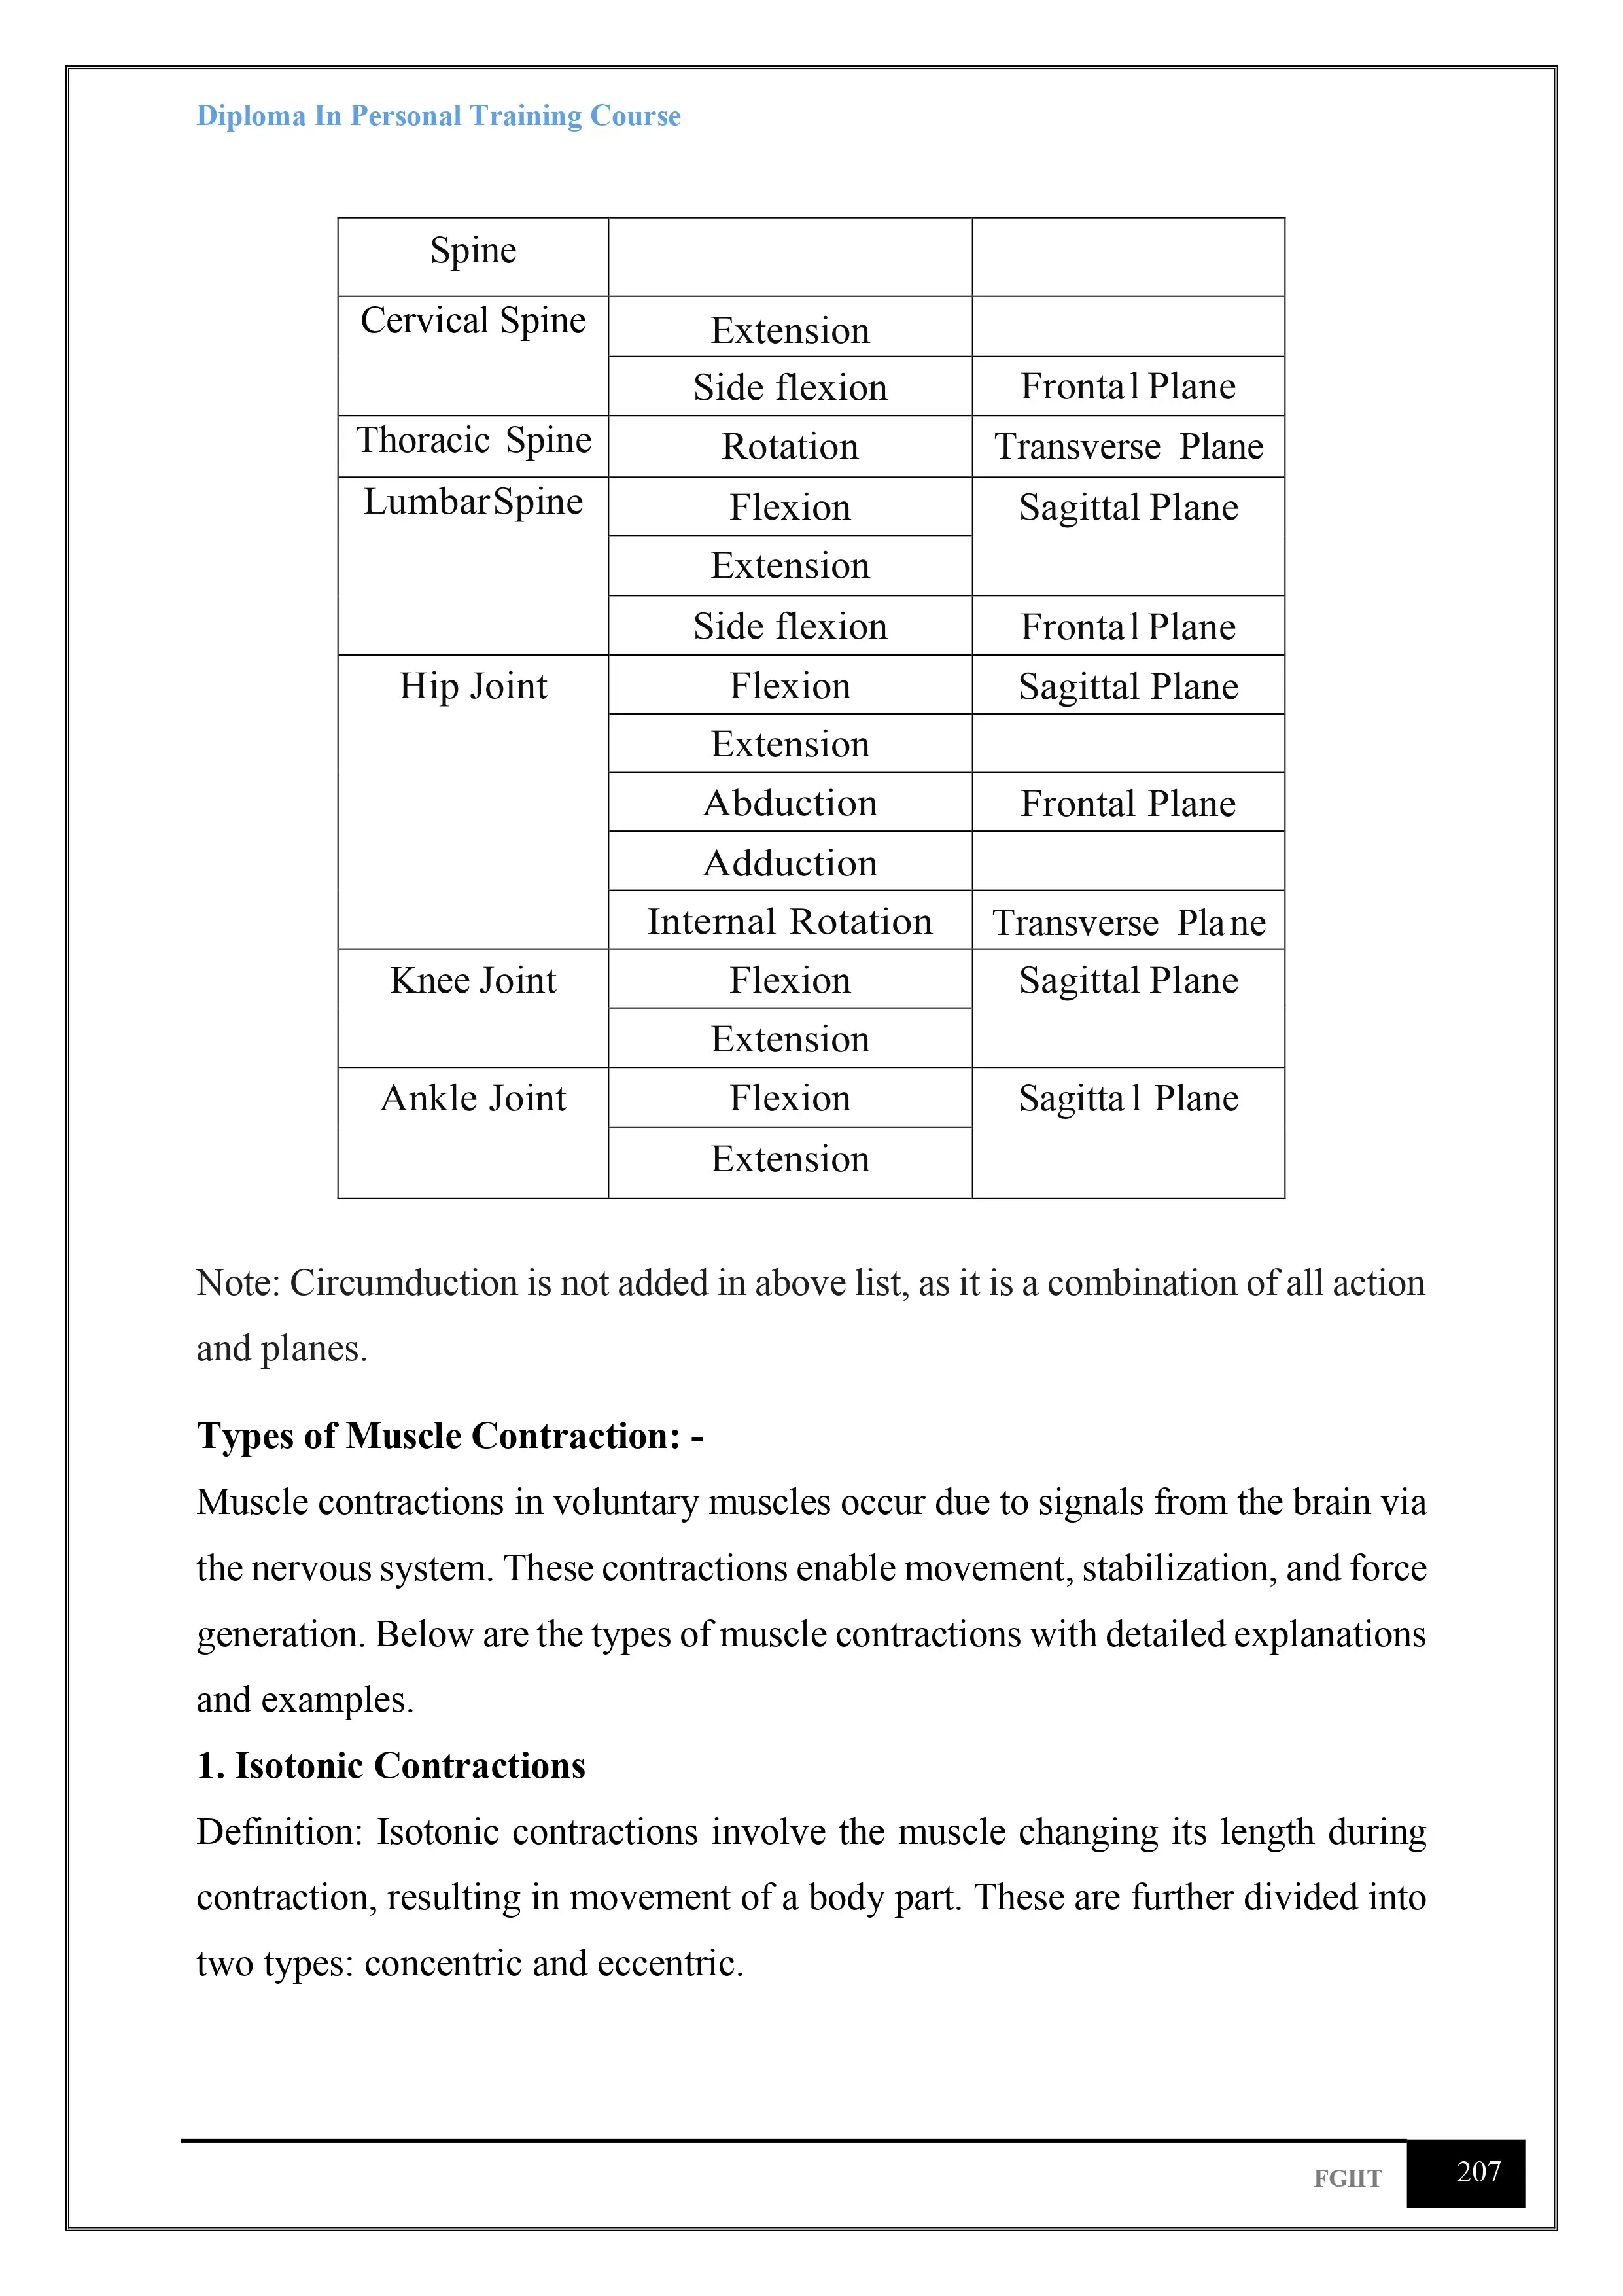 Diploma In Personal Training Course
Spine
Cervical Spine Extension
Side flexion Frontal Plane
Thoracic Spine Rotation Transverse Plane
LumbarSpine Flexion Sagittal Plane
Extension
Side flexion Frontal Plane
Hip Joint Flexion Sagittal Plane
Extension
Abduction Frontal Plane
Adduction
Internal Rotation Transverse Plane
Knee Joint Flexion Sagittal Plane
Extension
Ankle Joint Flexion Sagittal Plane
Extension
Note: Circumduction is not added in above list, as it is a combination of all action
and planes.
Types of Muscle Contraction: -
Muscle contractions in voluntary muscles occur due to signals from the brain via
the nervous system. These contractions enable movement, stabilization, and force
generation. Below are the types of muscle contractions with detailed explanations
and examples.
1. Isotonic Contractions
Definition: Isotonic contractions involve the muscle changing its length during
contraction, resulting in movement of a body part. These are further divided into
two types: concentric and eccentric.
FGIIT 207